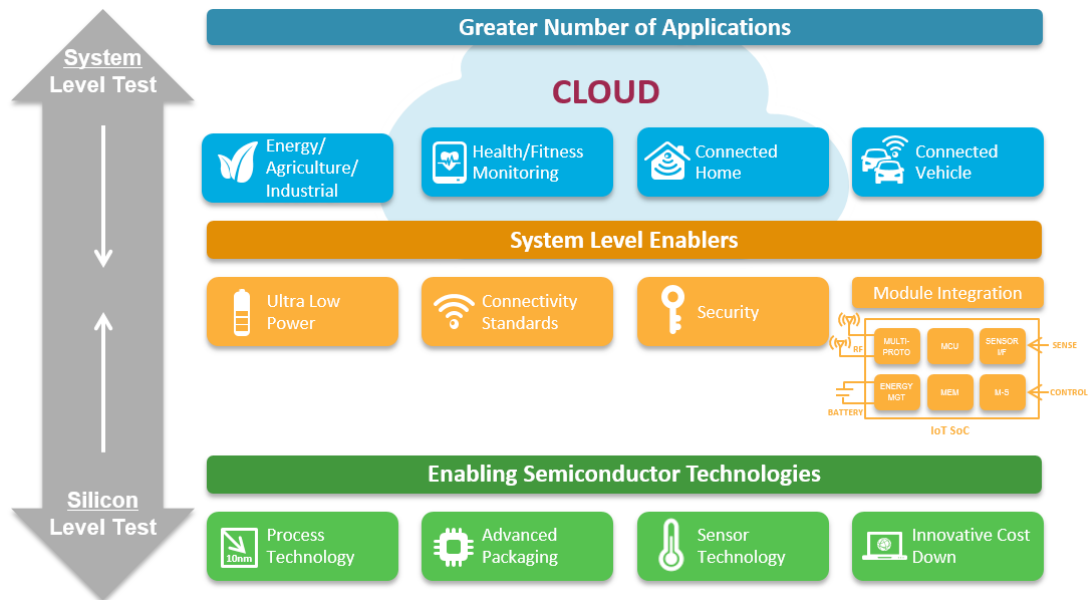 System
Level Test
Greater Number of Applications
CLOUD
Energy/
Agriculture/
Industrial
Health/Fitness
Monitoring
Connected
Home
Connected
Vehicle
System Level Enablers
Ultra Low
Power
Connectivity
Standards
Security
Module Integration
RF
MULTI-
PROTO
MCU
SENSOR
I/F
SENSE
ENERGY
MGT
MEM
M-S
CONTROL
BATTERY
IoT SoC
Enabling Semiconductor Technologies
Silicon
Level Test
10nm
Process
Technology
Advanced
Packaging
Sensor
Technology
Innovative Cost
Down